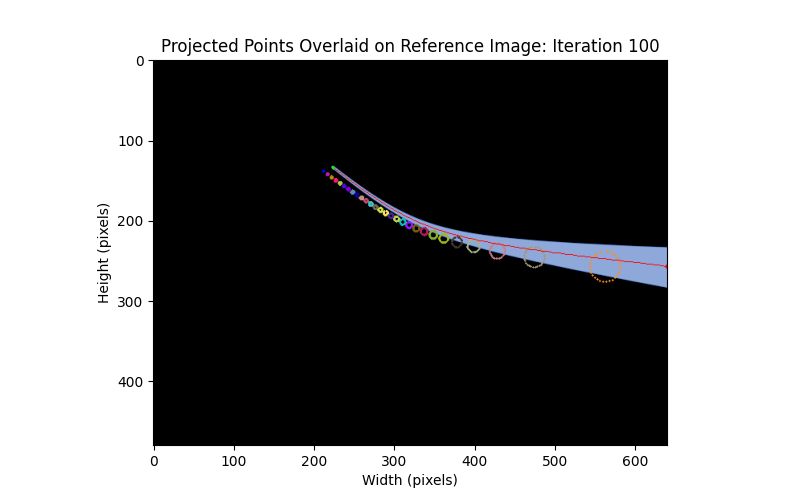 Projected Points Overlaid on Reference Image: Iteration 100
0
100
200
300
400
Height (pixels)
0 100 200 300 400 500 600
Width (pixels)